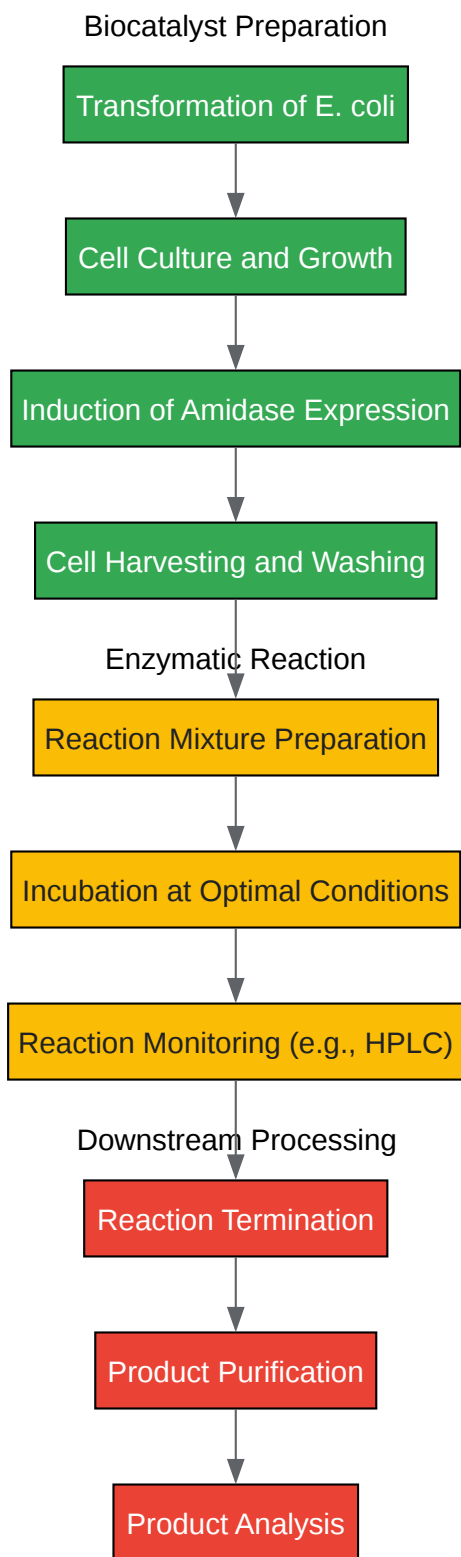 Biocatalyst Preparation
Transformation of E. coli
Cell Culture and Growth
Induction of Amidase Expression
Cell Harvesting and Washing
Enzymatic Reaction
Reaction Mixture Preparation
Incubation at Optimal Conditions
Reaction Monitoring (e.g., HPLC)
Downstream Processing
Reaction Termination
Product Purification
Product Analysis